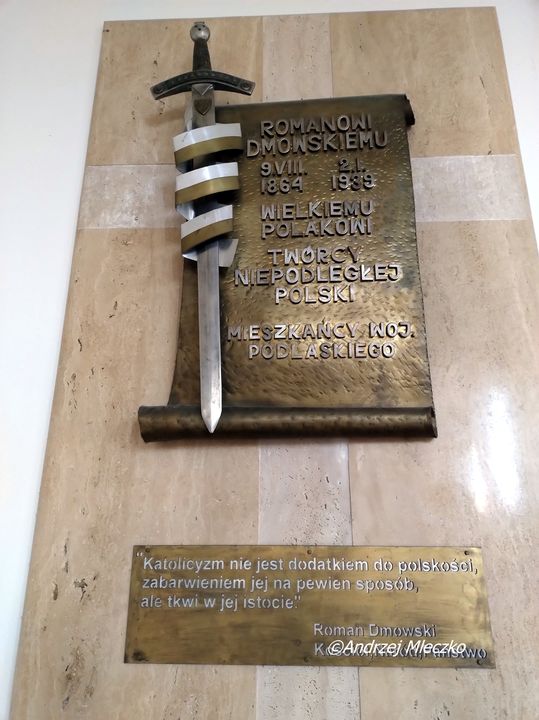 ROMANOWI
DMOWSKIEMU
9.VIII. 2.I.
1864 1939
WIELKIEMU
POLAKOWI
TWÓRCY
NIEPODLEGŁEJ
POLSKI
MIESZKAŃCY WOJ.
PODLASKIEGO
"Katolicyzm nie jest dodatkiem do polskości,
zabarwieniem jej na pewien sposób,
ale tkwi w jej istocie."
Roman Dmowski
©Andrzej Mleczko